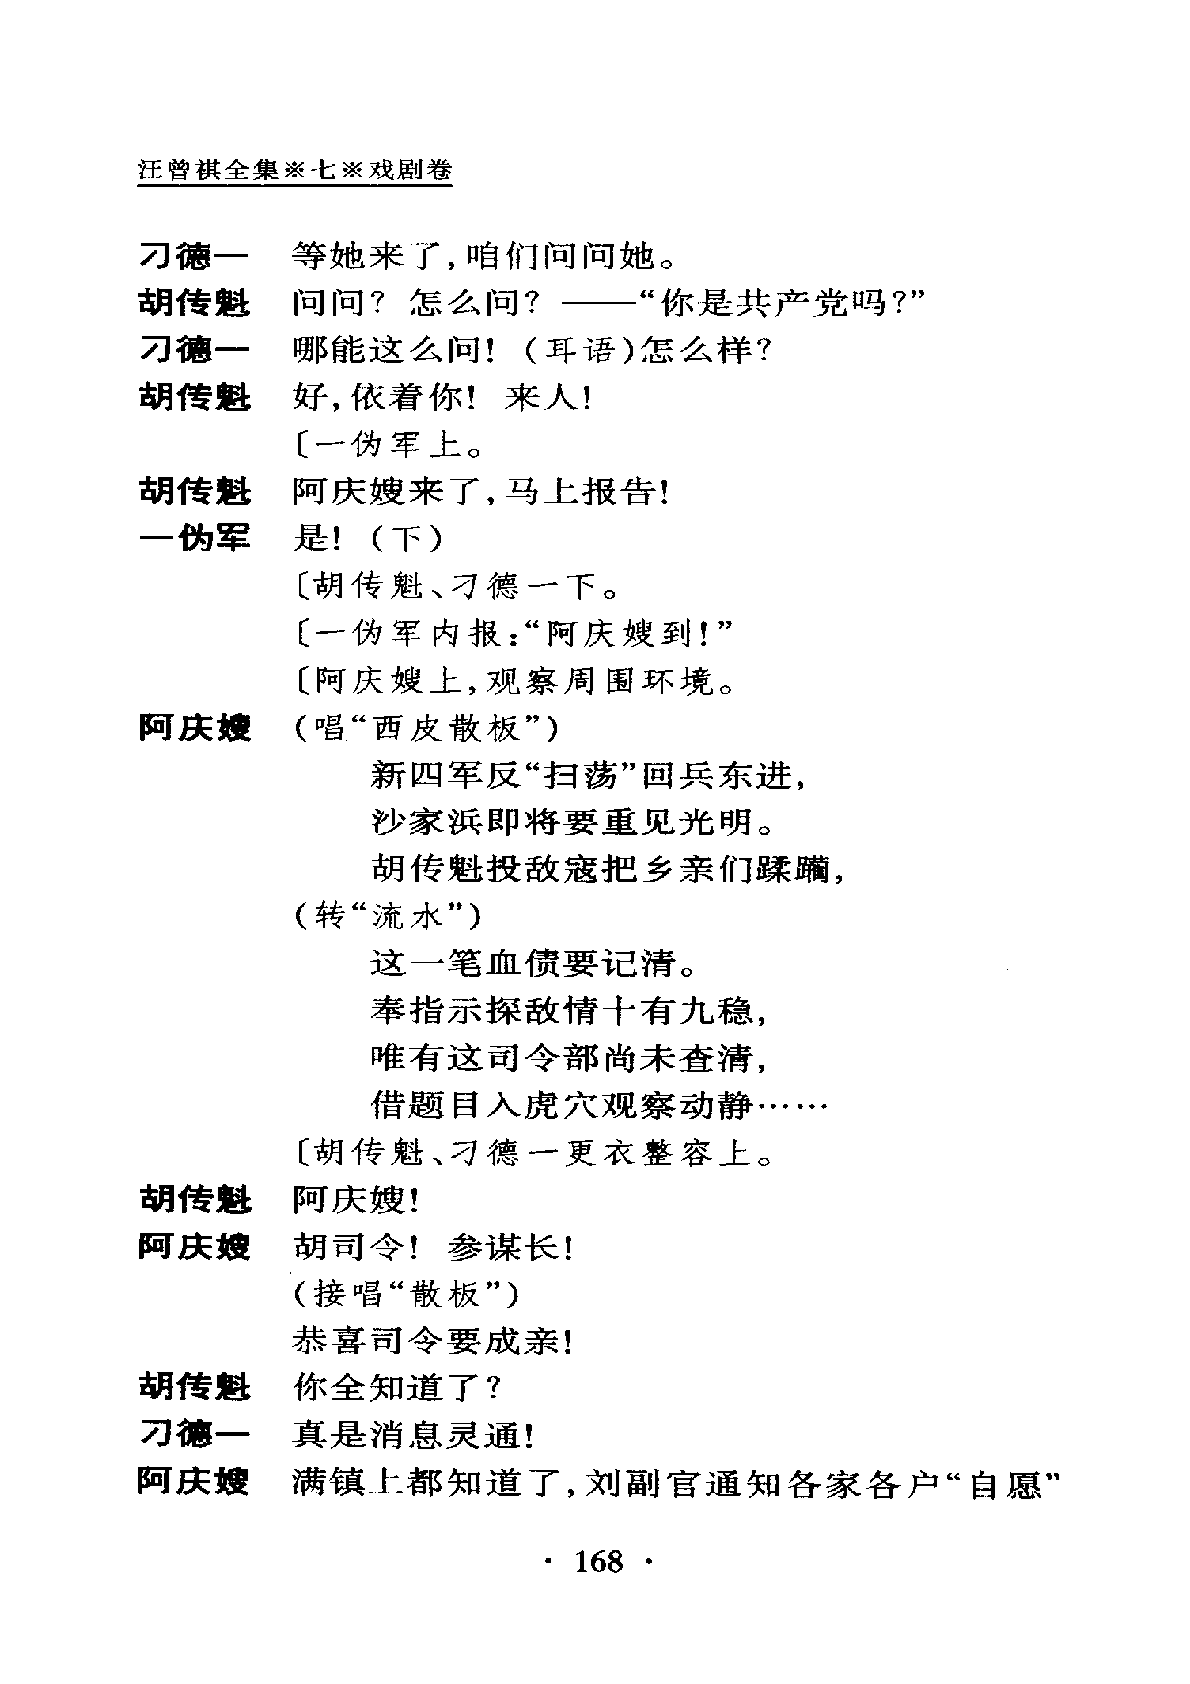 汪曾祺全集※七※戏剧卷
刁德一 等她来了,咱们问问她。
胡传魁 问问? 怎么问? ——“你是共产党吗?”
刁德一 哪能这么问! (耳语)怎么样?
胡传魁 好,依着你! 来人!
〔一伪军上。
胡传魁 阿庆嫂来了,马上报告!
一伪军 是! (下)
〔胡传魁、刁德一下。
〔一伪军内报:“阿庆嫂到!”
〔阿庆嫂上,观察周围环境。
阿庆嫂 (唱“西皮散板”)
新四军反“扫荡”回兵东进,
沙家浜即将要重见光明。
胡传魁投敌寇把乡亲们蹂躏,
(转“流水”)
这一笔血债要记清。
奉指示探敌情十有九稳,
唯有这司令部尚未查清,
借题目入虎穴观察动静……
〔胡传魁、刁德一更衣整容上。
胡传魁 阿庆嫂!
阿庆嫂 胡司令! 参谋长!
(接唱“散板”)
恭喜司令要成亲!
胡传魁 你全知道了?
刁德一 真是消息灵通!
阿庆嫂 满镇上都知道了,刘副官通知各家各户“自愿”
· 168 ·